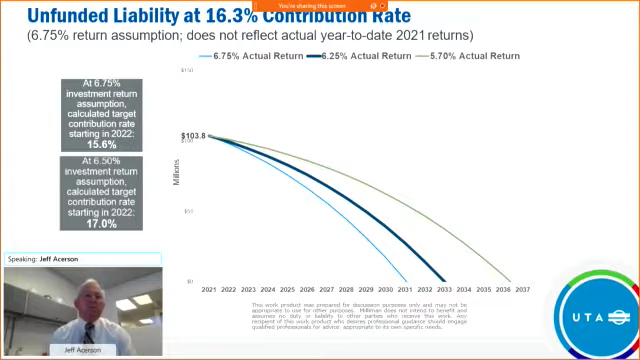 You're sharing this screen
Unfunded Liability at 16.3% Contribution Rate
(6.75% return assumption; does not reflect actual year-to-date 2021 returns)
6.75% Actual Return 6.25% Actual Return 5.70% Actual Return
At 6.75%
investment return
assumption,
calculated target
contribution rate
starting in 2022:
15.6%
At 6.50%
investment return
assumption,
calculated target
contribution rate
starting in 2022:
17.0%
$150
$103.8
$100
Millions
$50
$0
2021 2022 2023 2024 2025 2026 2027 2028 2029 2030 2031 2032 2033 2034 2035 2036 2037
This work product was prepared for discussion purposes only and may not be
appropriate to use for other purposes. Milliman does not intend to benefit and
assumes no duty or liability to other parties who receive this work. Any
recipient of this work product who desires professional guidance should engage
qualified professionals for advice appropriate to its own specific needs.
Speaking: Jeff Acerson
Jeff Acerson
UTA